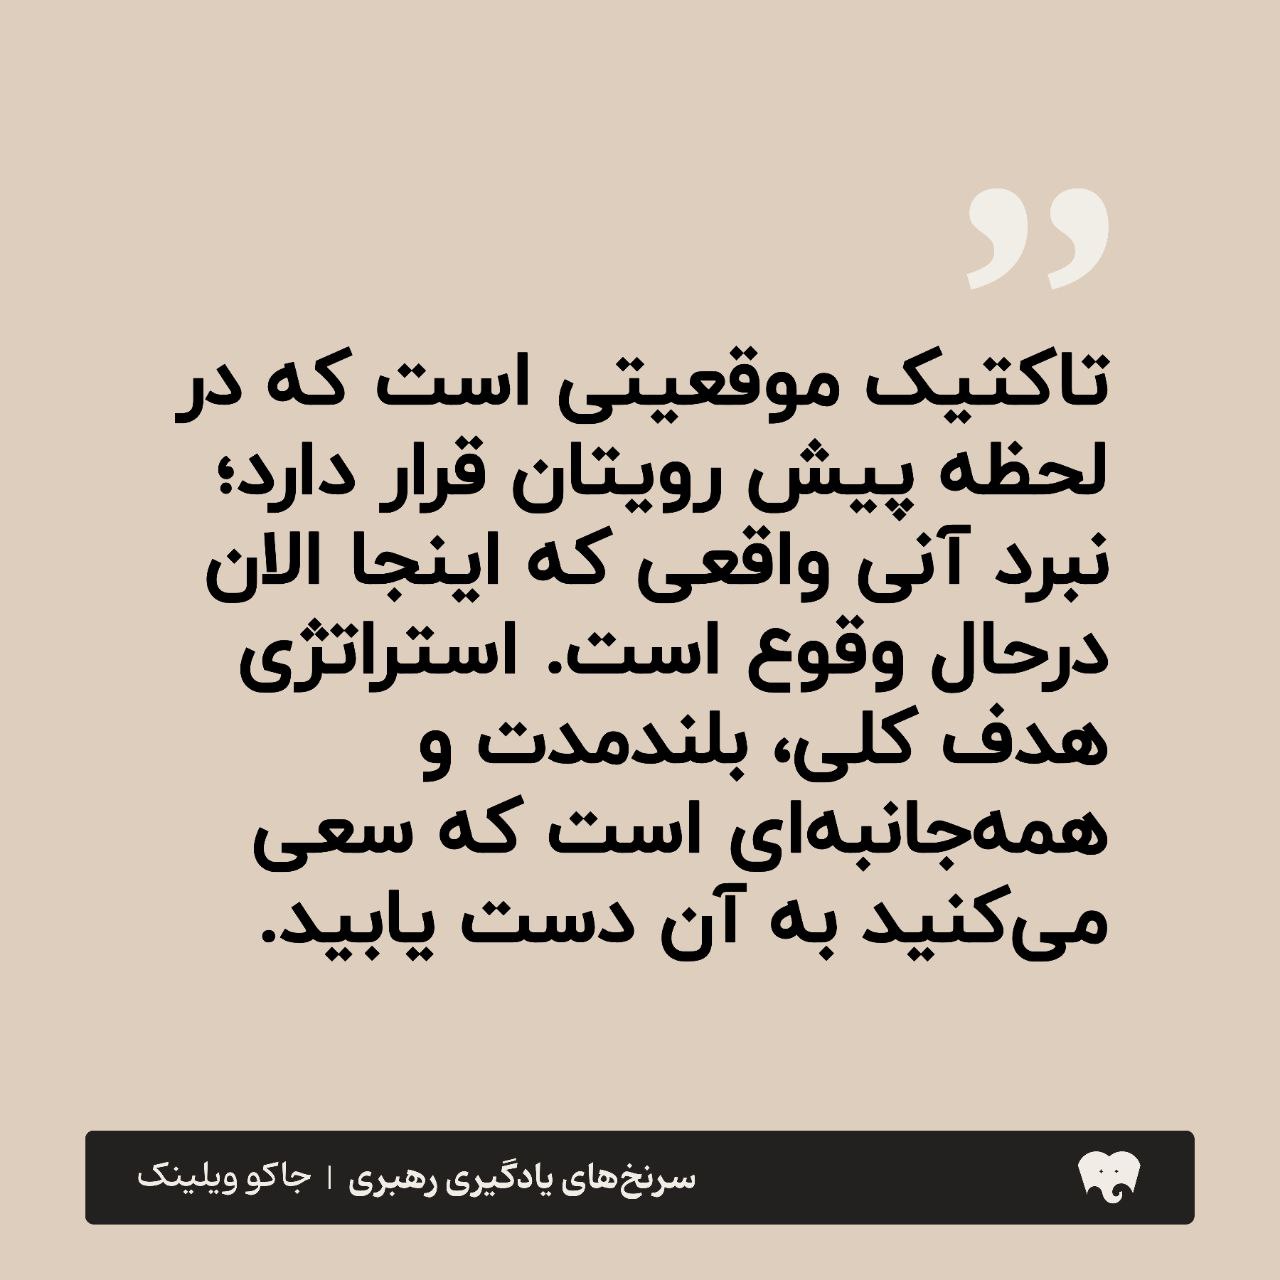 ”
تاکتیک موقعیتی است که در
لحظه پیش رویتان قرار دارد؛
نبرد آنی واقعی که اینجا الان
درحال وقوع است. استراتژی
هدف کلی، بلندمدت و
همه‌جانبه‌ای است که سعی
می‌کنید به آن دست یابید.
سرنخ‌های یادگیری رهبری | جاکو ویلینک